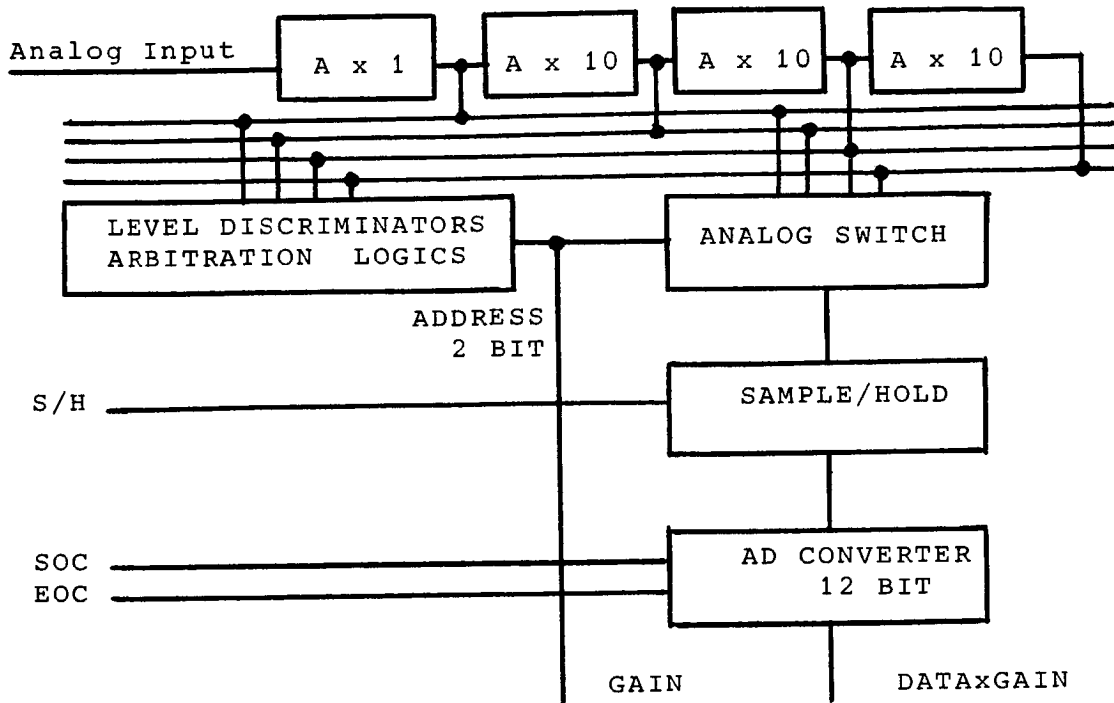 Analog Input
A x 1
A x 10
A x 10
A x 10
LEVEL DISCRIMINATORS
ARBITRATION LOGICS
ANALOG SWITCH
ADDRESS
2 BIT
S/H
SAMPLE/HOLD
SOC
EOC
AD CONVERTER
12 BIT
GAIN
DATAxGAIN